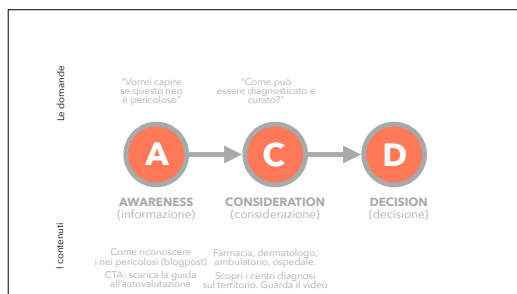 Le domande
"Vorrei capire
se questo neo
è pericoloso"
"Come può
essere diagnosticato e
curato?"
A
C
D
AWARENESS
(informazione)
CONSIDERATION
(considerazione)
DECISION
(decisione)
I contenuti
Come riconoscere
i nei pericolosi (blogpost)
CTA: scarica la guida
all'autovalutazione
Farmacia, dermatologo,
ambulatorio, ospedale.
Scopri i centri diagnosi
sul territorio. Guarda il video